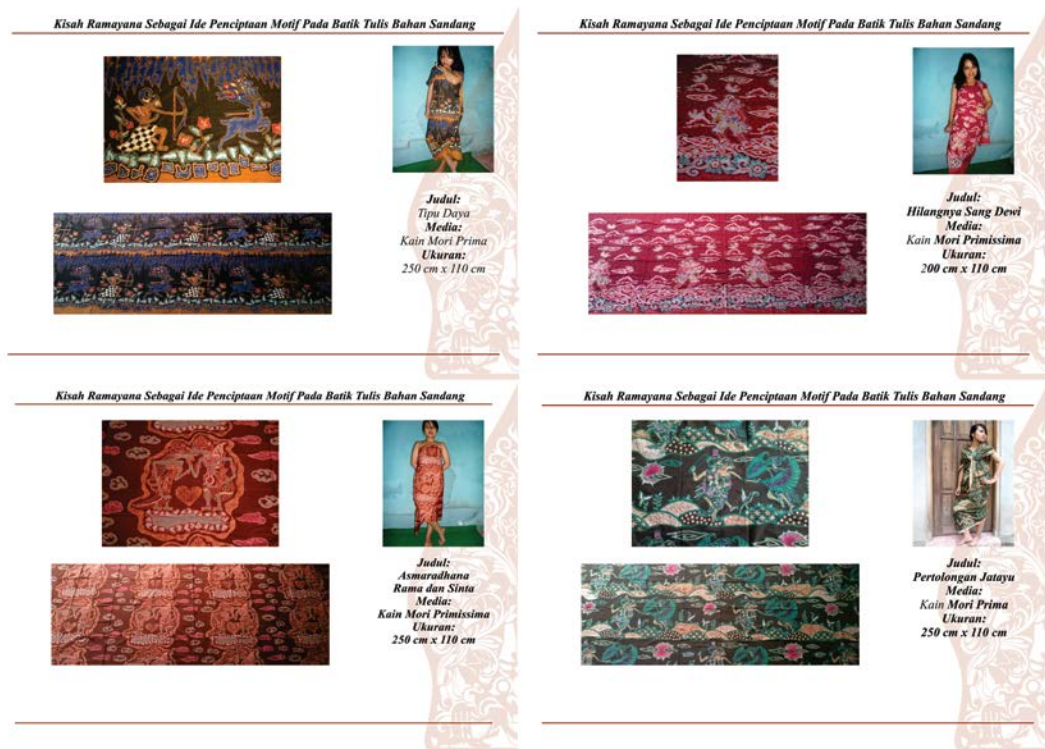 Kisah Ramayana Sebagai Ide Penciptaan Motif Pada Batik Tulis Bahan Sandang
Judul:
Tipu Daya
Media:
Kain Mori Prima
Ukuran:
250 cm x 110 cm
Kisah Ramayana Sebagai Ide Penciptaan Motif Pada Batik Tulis Bahan Sandang
Judul:
Hilangnya Sang Dewi
Media:
Kain Mori Primissima
Ukuran:
200 cm x 110 cm
Kisah Ramayana Sebagai Ide Penciptaan Motif Pada Batik Tulis Bahan Sandang
Judul:
Asmaradhana
Rama dan Sinta
Media:
Kain Mori Primissima
Ukuran:
250 cm x 110 cm
Kisah Ramayana Sebagai Ide Penciptaan Motif Pada Batik Tulis Bahan Sandang
Judul:
Pertolongan Jatayu
Media:
Kain Mori Prima
Ukuran:
250 cm x 110 cm